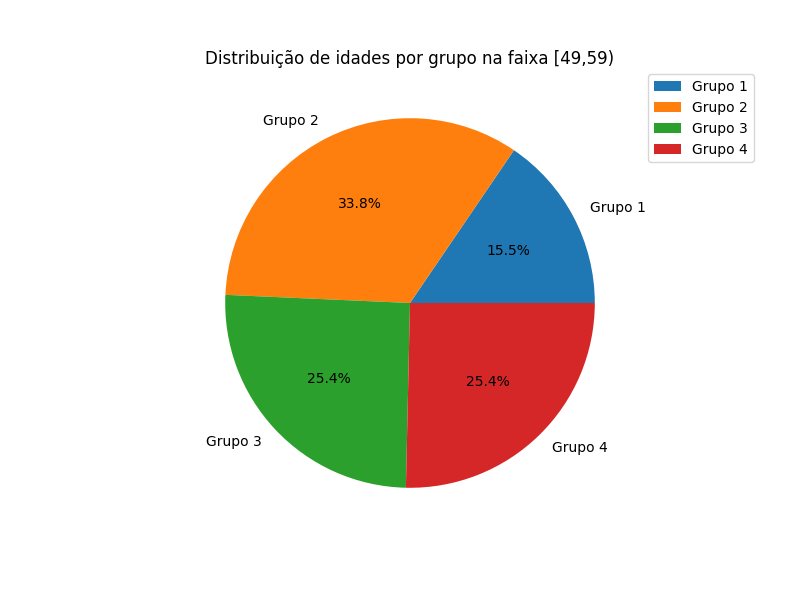 Distribuição de idades por grupo na faixa [49,59)
Grupo 1
Grupo 2
Grupo 3
Grupo 4
Grupo 2
Grupo 1
33.8%
15.5%
25.4%
25.4%
Grupo 3
Grupo 4